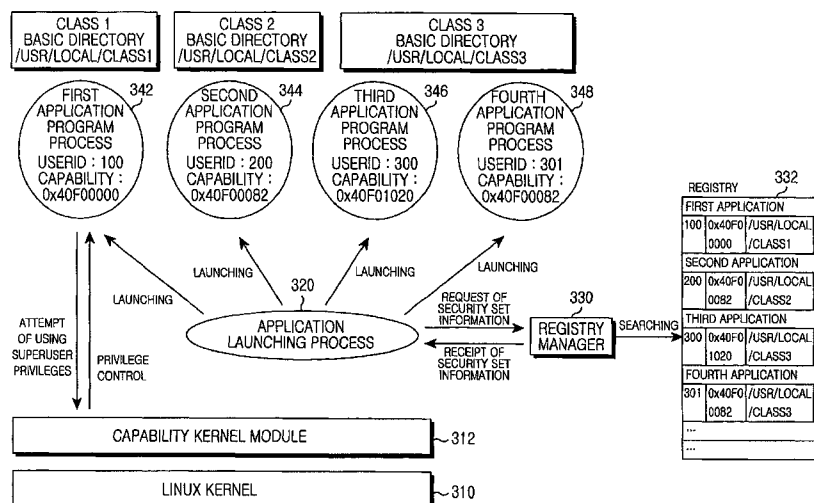 CLASS 1
BASIC DIRECTORY
/USR/LOCAL/CLASS1
CLASS 2
BASIC DIRECTORY
/USR/LOCAL/CLASS2
CLASS 3
BASIC DIRECTORY
/USR/LOCAL/CLASS3
342
FIRST
APPLICATION
PROGRAM
PROCESS
USERID : 100
CAPABILITY :
0x40F00000
344
SECOND
APPLICATION
PROGRAM
PROCESS
USERID : 200
CAPABILITY :
0x40F00082
346
THIRD
APPLICATION
PROGRAM
PROCESS
USERID : 300
CAPABILITY :
0x40F01020
348
FOURTH
APPLICATION
PROGRAM
PROCESS
USERID : 301
CAPABILITY :
0x40F00082
REGISTRY
332
FIRST APPLICATION
100 0x40F0 /USR/LOCAL
0000 /CLASS1
SECOND APPLICATION
200 0x40F0 /USR/LOCAL
0082 /CLASS2
THIRD APPLICATION
300 0x40F0 /USR/LOCAL
1020 /CLASS3
FOURTH APPLICATION
301 0x40F0 /USR/LOCAL
0082 /CLASS3
...
...
LAUNCHING
LAUNCHING
LAUNCHING
LAUNCHING
320
APPLICATION
LAUNCHING PROCESS
REQUEST OF
SECURITY SET
INFORMATION
RECEIPT OF
SECURITY SET
INFORMATION
330
REGISTRY
MANAGER
SEARCHING
ATTEMPT
OF USING
SUPERUSER
PRIVILEGES
PRIVILEGE
CONTROL
CAPABILITY KERNEL MODULE
312
LINUX KERNEL
310